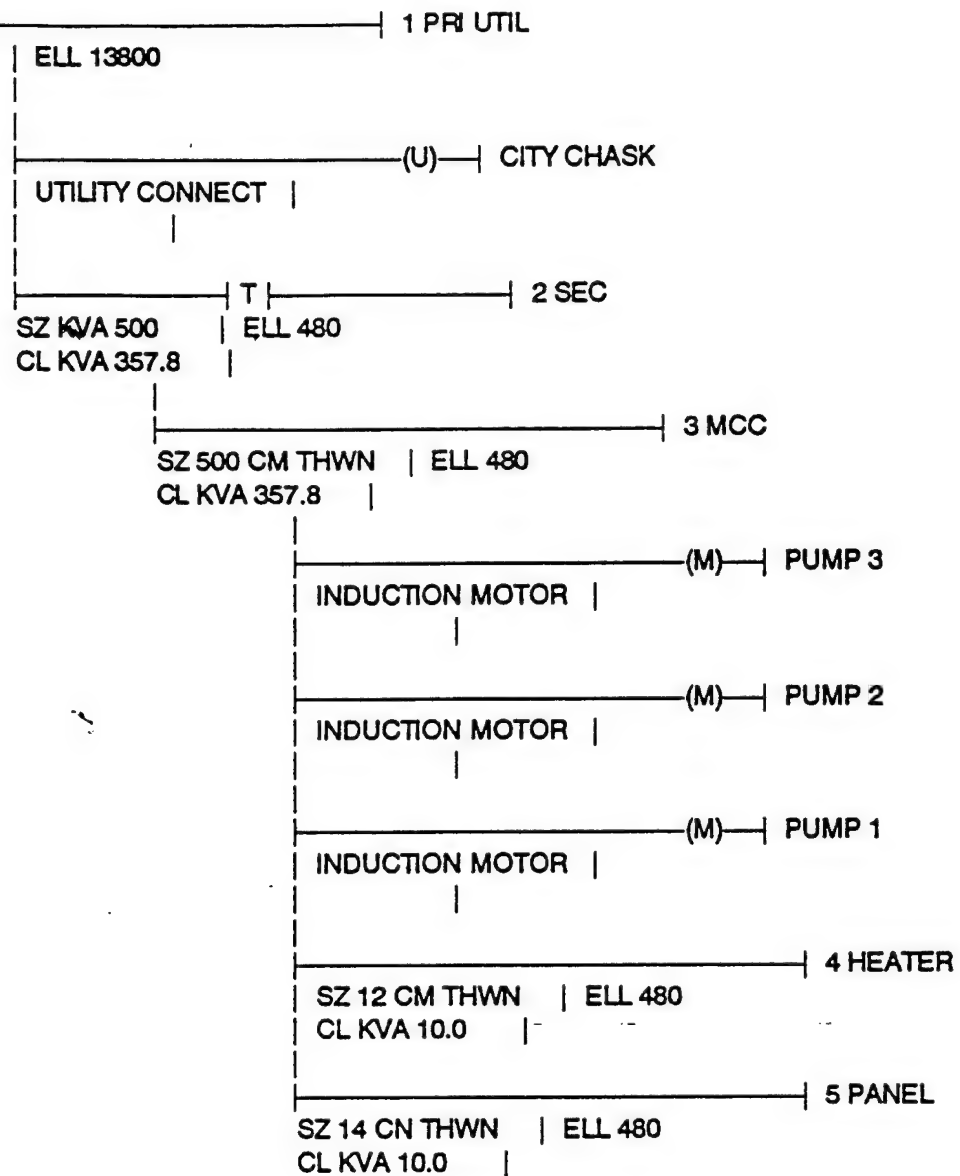 1 PRI UTIL
ELL 13800
(U) CITY CHASK
UTILITY CONNECT
T 2 SEC
SZ KVA 500 ELL 480
CL KVA 357.8
3 MCC
SZ 500 CM THWN ELL 480
CL KVA 357.8
(M) PUMP 3
INDUCTION MOTOR
(M) PUMP 2
INDUCTION MOTOR
(M) PUMP 1
INDUCTION MOTOR
4 HEATER
SZ 12 CM THWN ELL 480
CL KVA 10.0
5 PANEL
SZ 14 CN THWN ELL 480
CL KVA 10.0